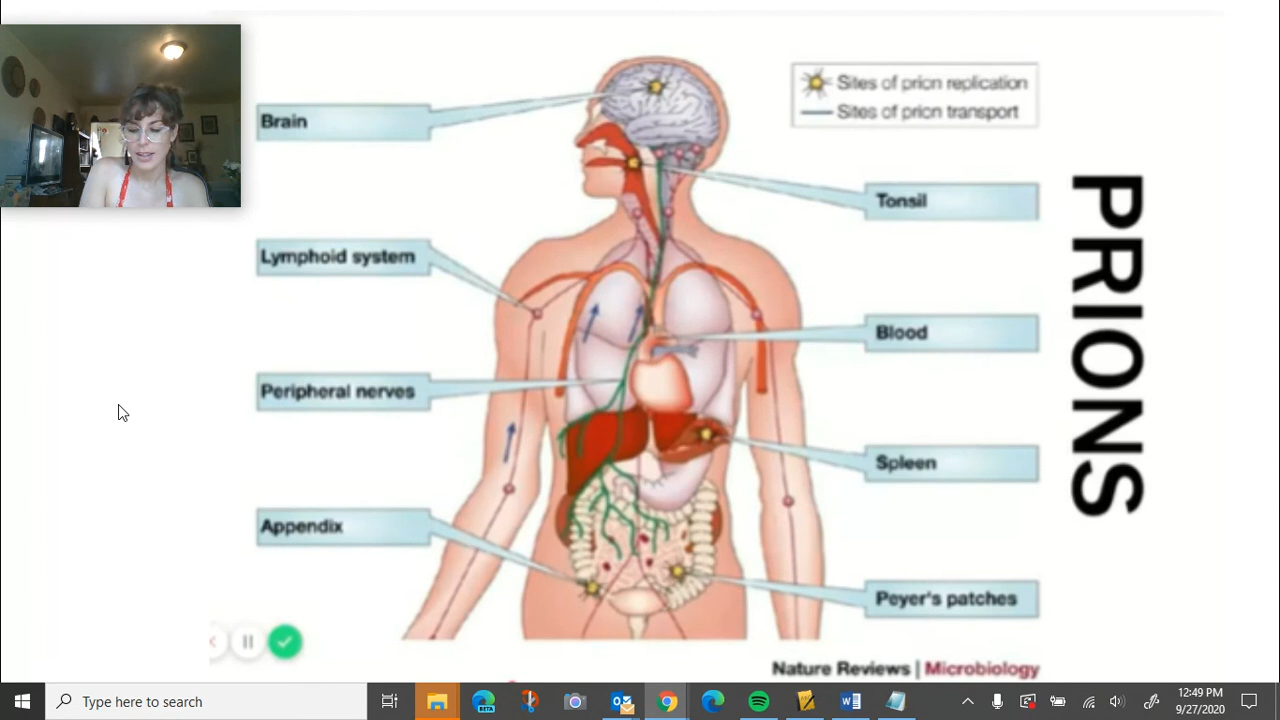 Brain
Sites of prion replication
Sites of prion transport
Tonsil
PRIONS
Lymphoid system
Blood
Peripheral nerves
Spleen
Appendix
Peyer's patches
Nature Reviews | Microbiology
Type here to search
BETA
12:49 PM
9/27/2020